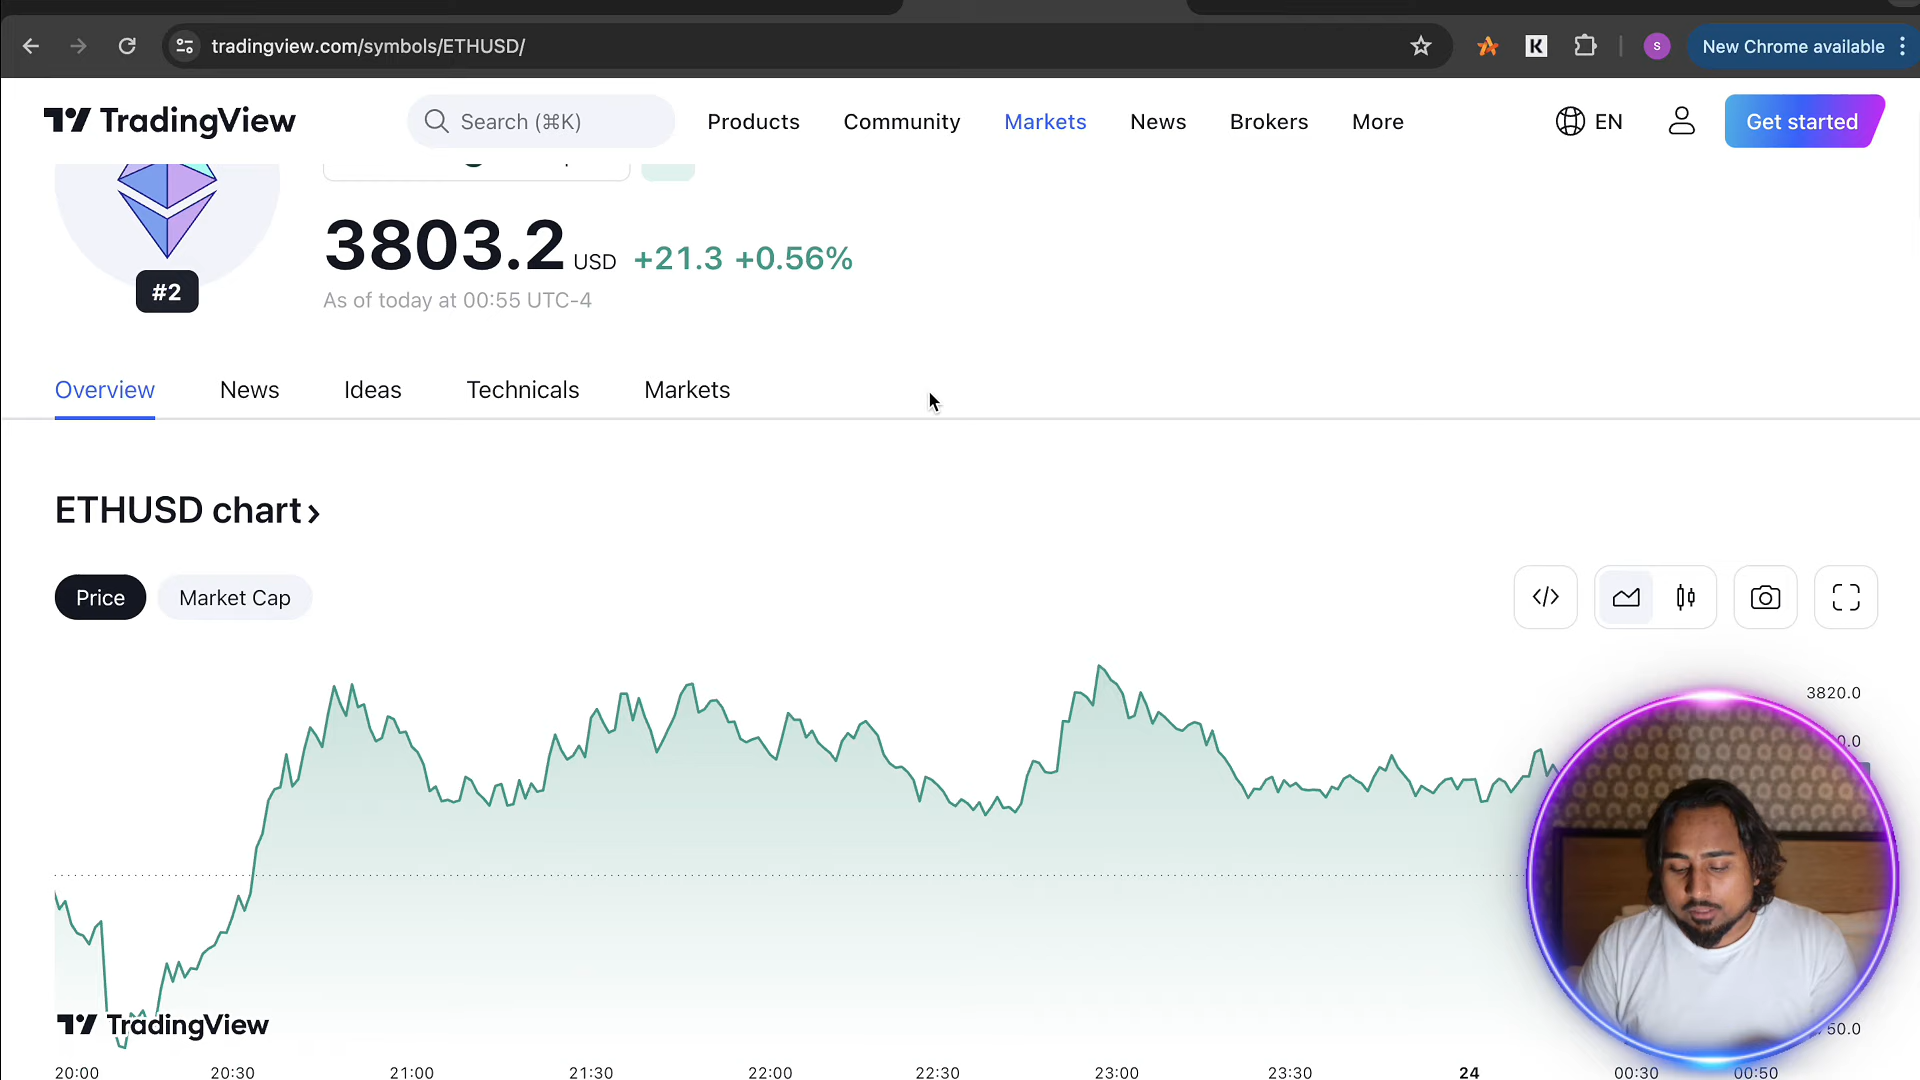 tradingview.com/symbols/ETHUSD/
K
S
New Chrome available
TradingView
Search (⌘K)
Products
Community
Markets
News
Brokers
More
EN
Get started
#2
3803.2 USD +21.3 +0.56%
As of today at 00:55 UTC-4
Overview
News
Ideas
Technicals
Markets
ETHUSD chart›
Price
Market Cap
</>
3820.0
TradingView
20:00
20:30
21:00
21:30
22:00
22:30
23:00
23:30
24
00:30
00:50